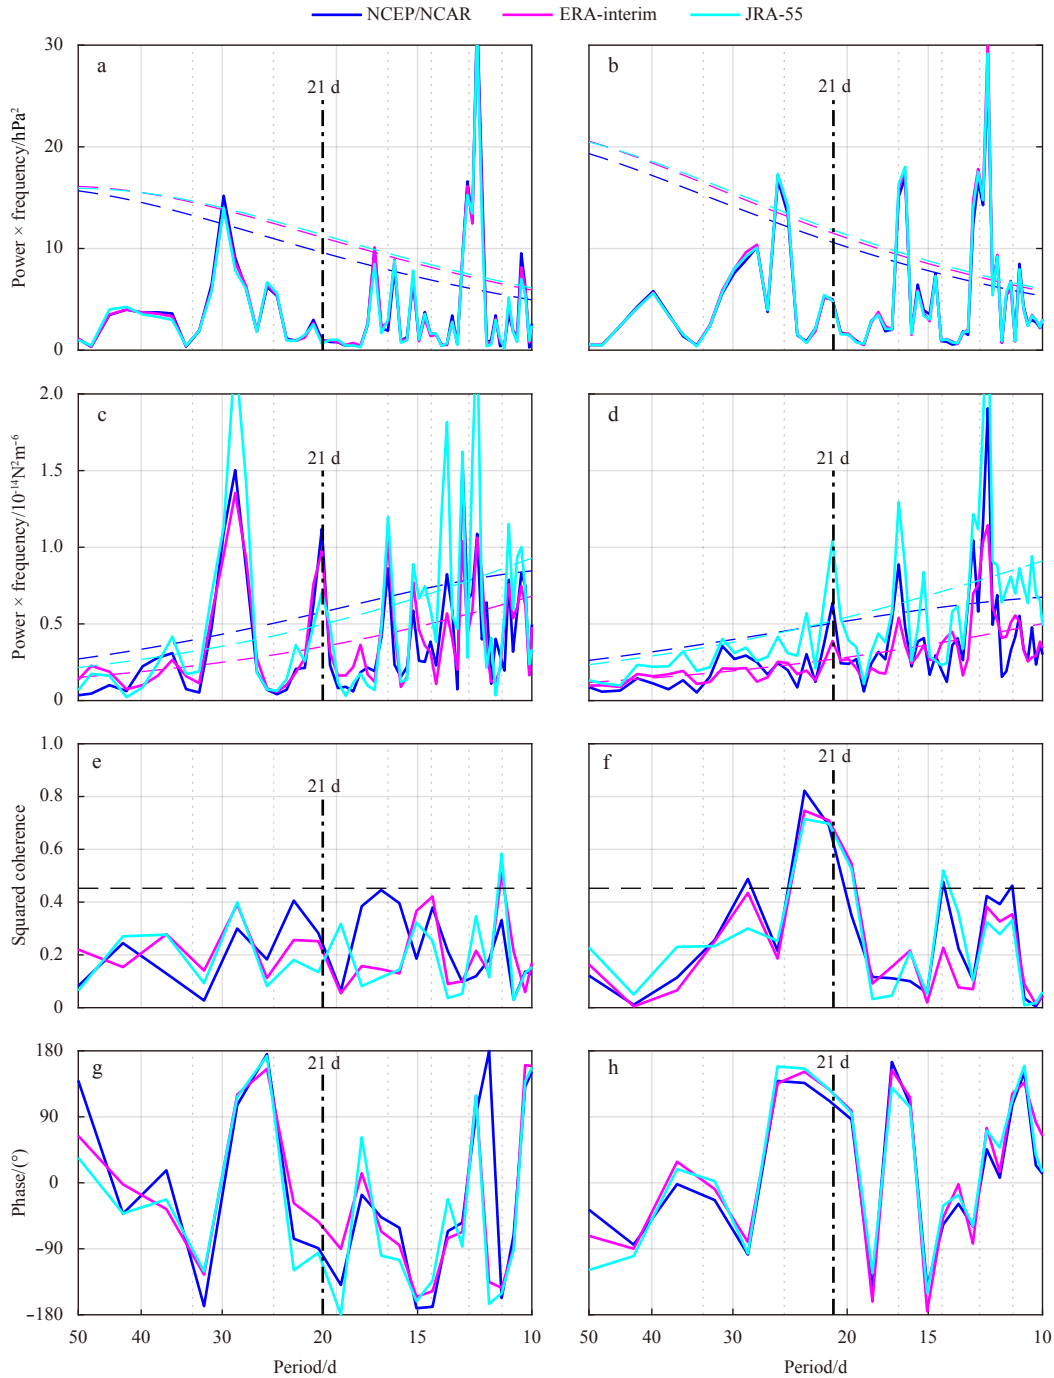 NCEP/NCAR ERA-interim JRA-55
30
20
10
0
Power × frequency/hPa²
a
21 d
b
21 d
2.0
1.5
1.0
0.5
0
Power × frequency/10⁻¹⁴N²m⁻⁶
c
21 d
d
21 d
1.0
0.8
0.6
0.4
0.2
0
Squared coherence
e
21 d
f
21 d
180
90
0
−90
−180
Phase/(°)
g
21 d
h
21 d
50 40 30 20 15 10
50 40 30 20 15 10
Period/d
Period/d